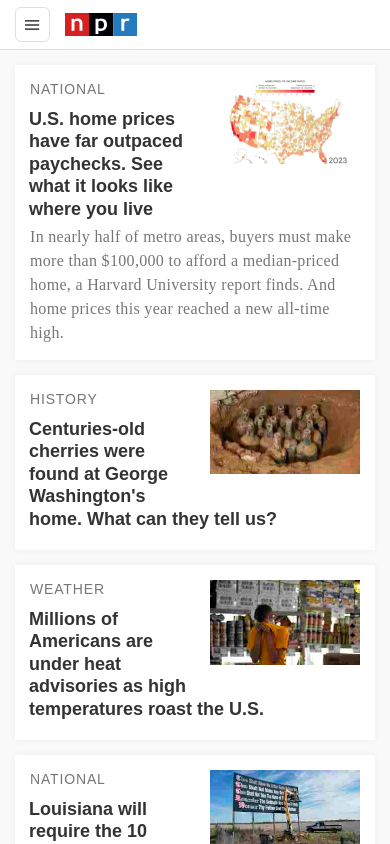 npr
NATIONAL
U.S. home prices
have far outpaced
paychecks. See
what it looks like
where you live
2023
In nearly half of metro areas, buyers must make
more than $100,000 to afford a median-priced
home, a Harvard University report finds. And
home prices this year reached a new all-time
high.
HISTORY
Centuries-old
cherries were
found at George
Washington's
home. What can they tell us?
WEATHER
Millions of
Americans are
under heat
advisories as high
temperatures roast the U.S.
NATIONAL
Louisiana will
require the 10